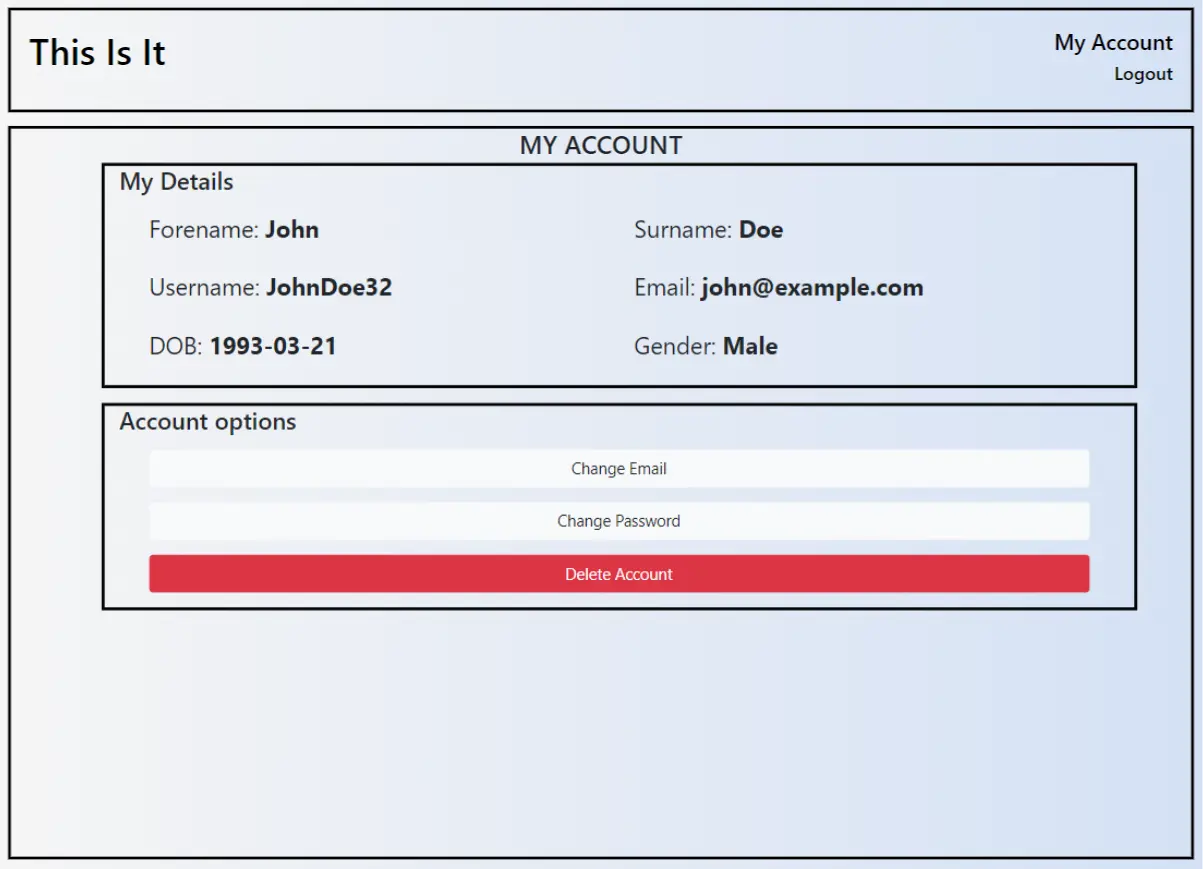 This Is It
My Account
Logout
MY ACCOUNT
My Details
Forename: John
Surname: Doe
Username: JohnDoe32
Email: john@example.com
DOB: 1993-03-21
Gender: Male
Account options
Change Email
Change Password
Delete Account